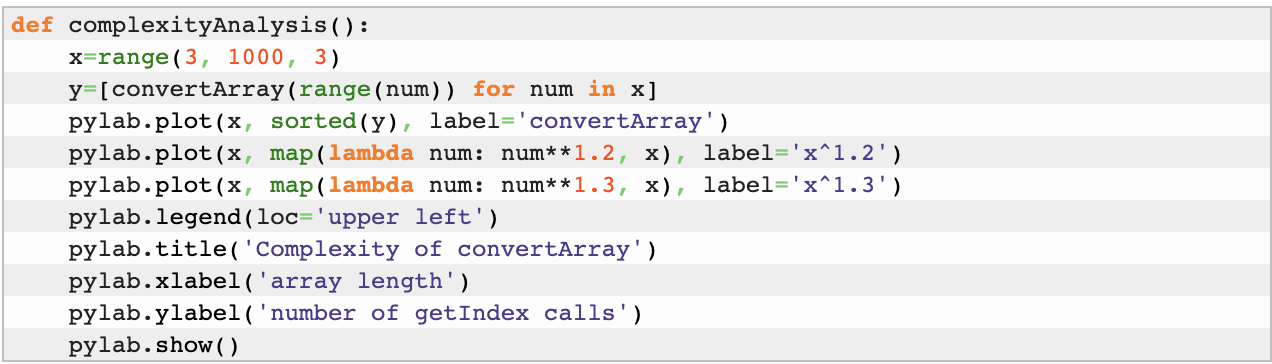 def complexityAnalysis():
    x=range(3, 1000, 3)
    y=[convertArray(range(num)) for num in x]
    pylab.plot(x, sorted(y), label='convertArray')
    pylab.plot(x, map(lambda num: num**1.2, x), label='x^1.2')
    pylab.plot(x, map(lambda num: num**1.3, x), label='x^1.3')
    pylab.legend(loc='upper left')
    pylab.title('Complexity of convertArray')
    pylab.xlabel('array length')
    pylab.ylabel('number of getIndex calls')
    pylab.show()